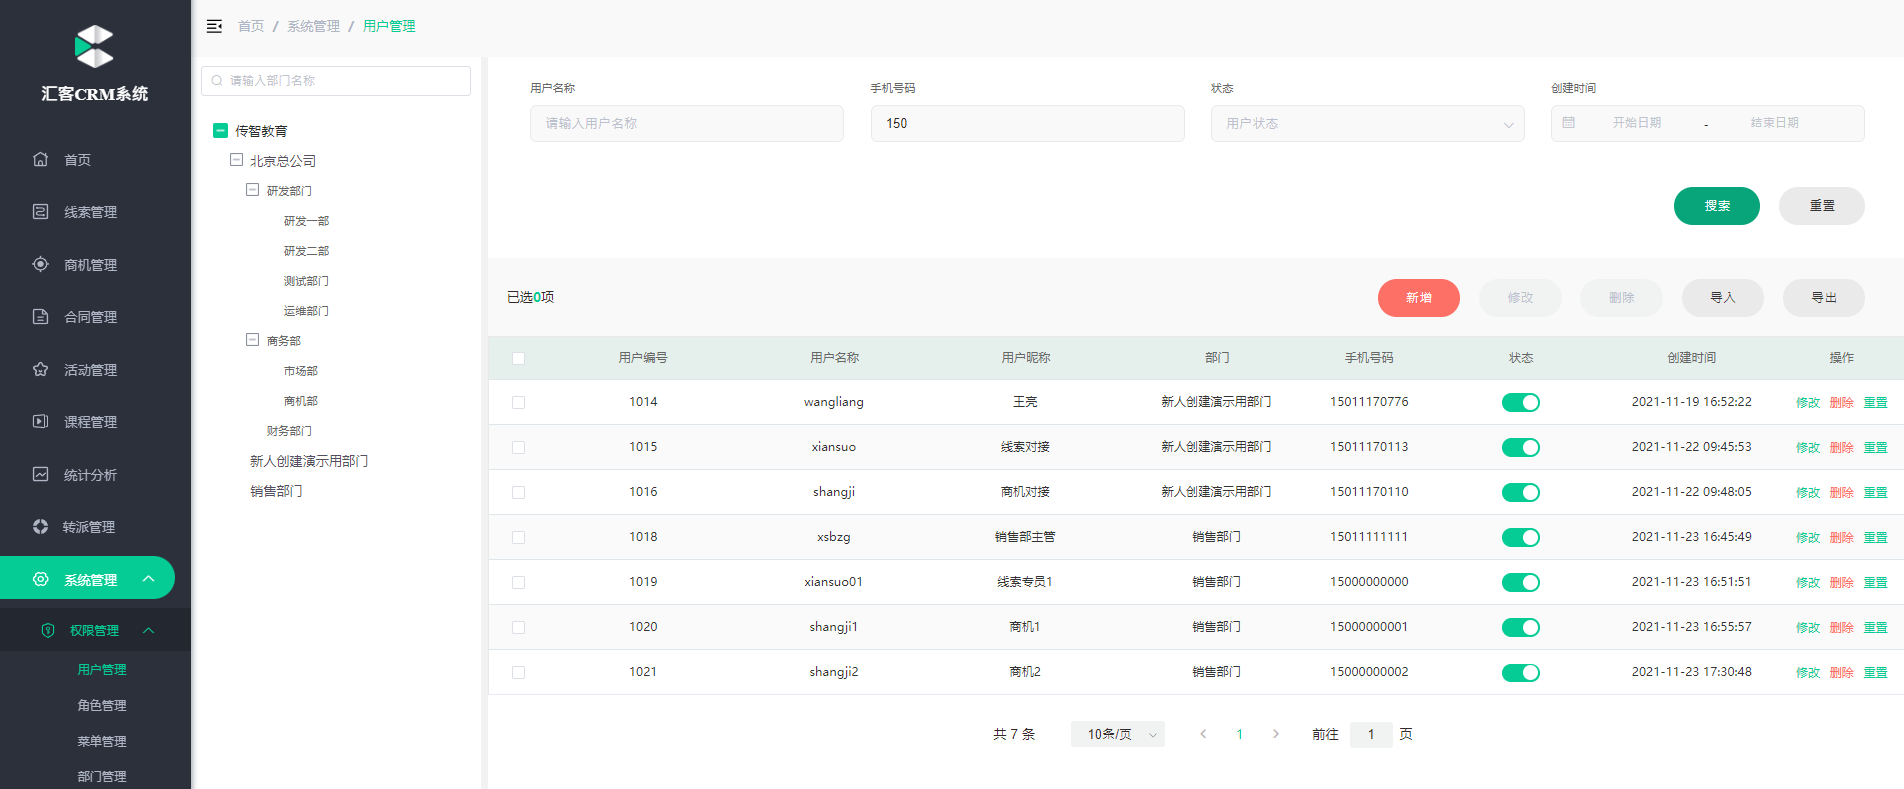 汇客CRM系统
首页
线索管理
商机管理
合同管理
活动管理
课程管理
统计分析
转派管理
系统管理
权限管理
用户管理
角色管理
菜单管理
部门管理
首页 / 系统管理 / 用户管理
请输入部门名称
传智教育
北京总公司
研发部门
研发一部
研发二部
测试部门
运维部门
商务部
市场部
商机部
财务部门
新人创建演示用部门
销售部门
用户名称 手机号码 状态 创建时间
请输入用户名称 150 用户状态 开始日期 - 结束日期
搜索 重置
已选0项 新增 修改 删除 导入 导出
用户编号 用户名称 用户昵称 部门 手机号码 状态 创建时间 操作
1014 wangliang 王亮 新人创建演示用部门 15011170776 2021-11-19 16:52:22 修改 删除 重置
1015 xiansuo 线索对接 新人创建演示用部门 15011170113 2021-11-22 09:45:53 修改 删除 重置
1016 shangji 商机对接 新人创建演示用部门 15011170110 2021-11-22 09:48:05 修改 删除 重置
1018 xsbzg 销售部主管 销售部门 15011111111 2021-11-23 16:45:49 修改 删除 重置
1019 xiansuo01 线索专员1 销售部门 15000000000 2021-11-23 16:51:51 修改 删除 重置
1020 shangji1 商机1 销售部门 15000000001 2021-11-23 16:55:57 修改 删除 重置
1021 shangji2 商机2 销售部门 15000000002 2021-11-23 17:30:48 修改 删除 重置
共 7 条 10条/页 1 前往 1 页